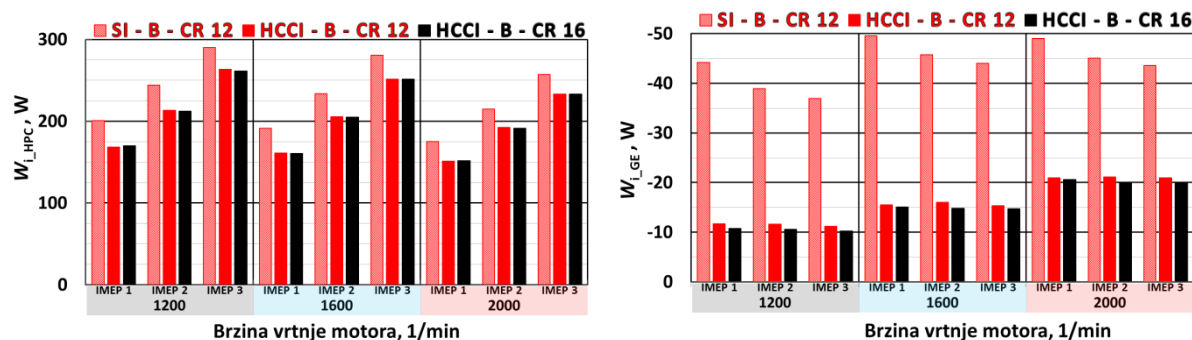 SI - B - CR 12 HCCI - B - CR 12 HCCI - B - CR 16
300
200
100
0
W i_HPC , W
IMEP 1 IMEP 2 IMEP 3 IMEP 1 IMEP 2 IMEP 3 IMEP 1 IMEP 2 IMEP 3
1200 1600 2000
Brzina vrtnje motora, 1/min
SI - B - CR 12 HCCI - B - CR 12 HCCI - B - CR 16
-50
-40
-30
-20
-10
0
W i_GE , W
IMEP 1 IMEP 2 IMEP 3 IMEP 1 IMEP 2 IMEP 3 IMEP 1 IMEP 2 IMEP 3
1200 1600 2000
Brzina vrtnje motora, 1/min